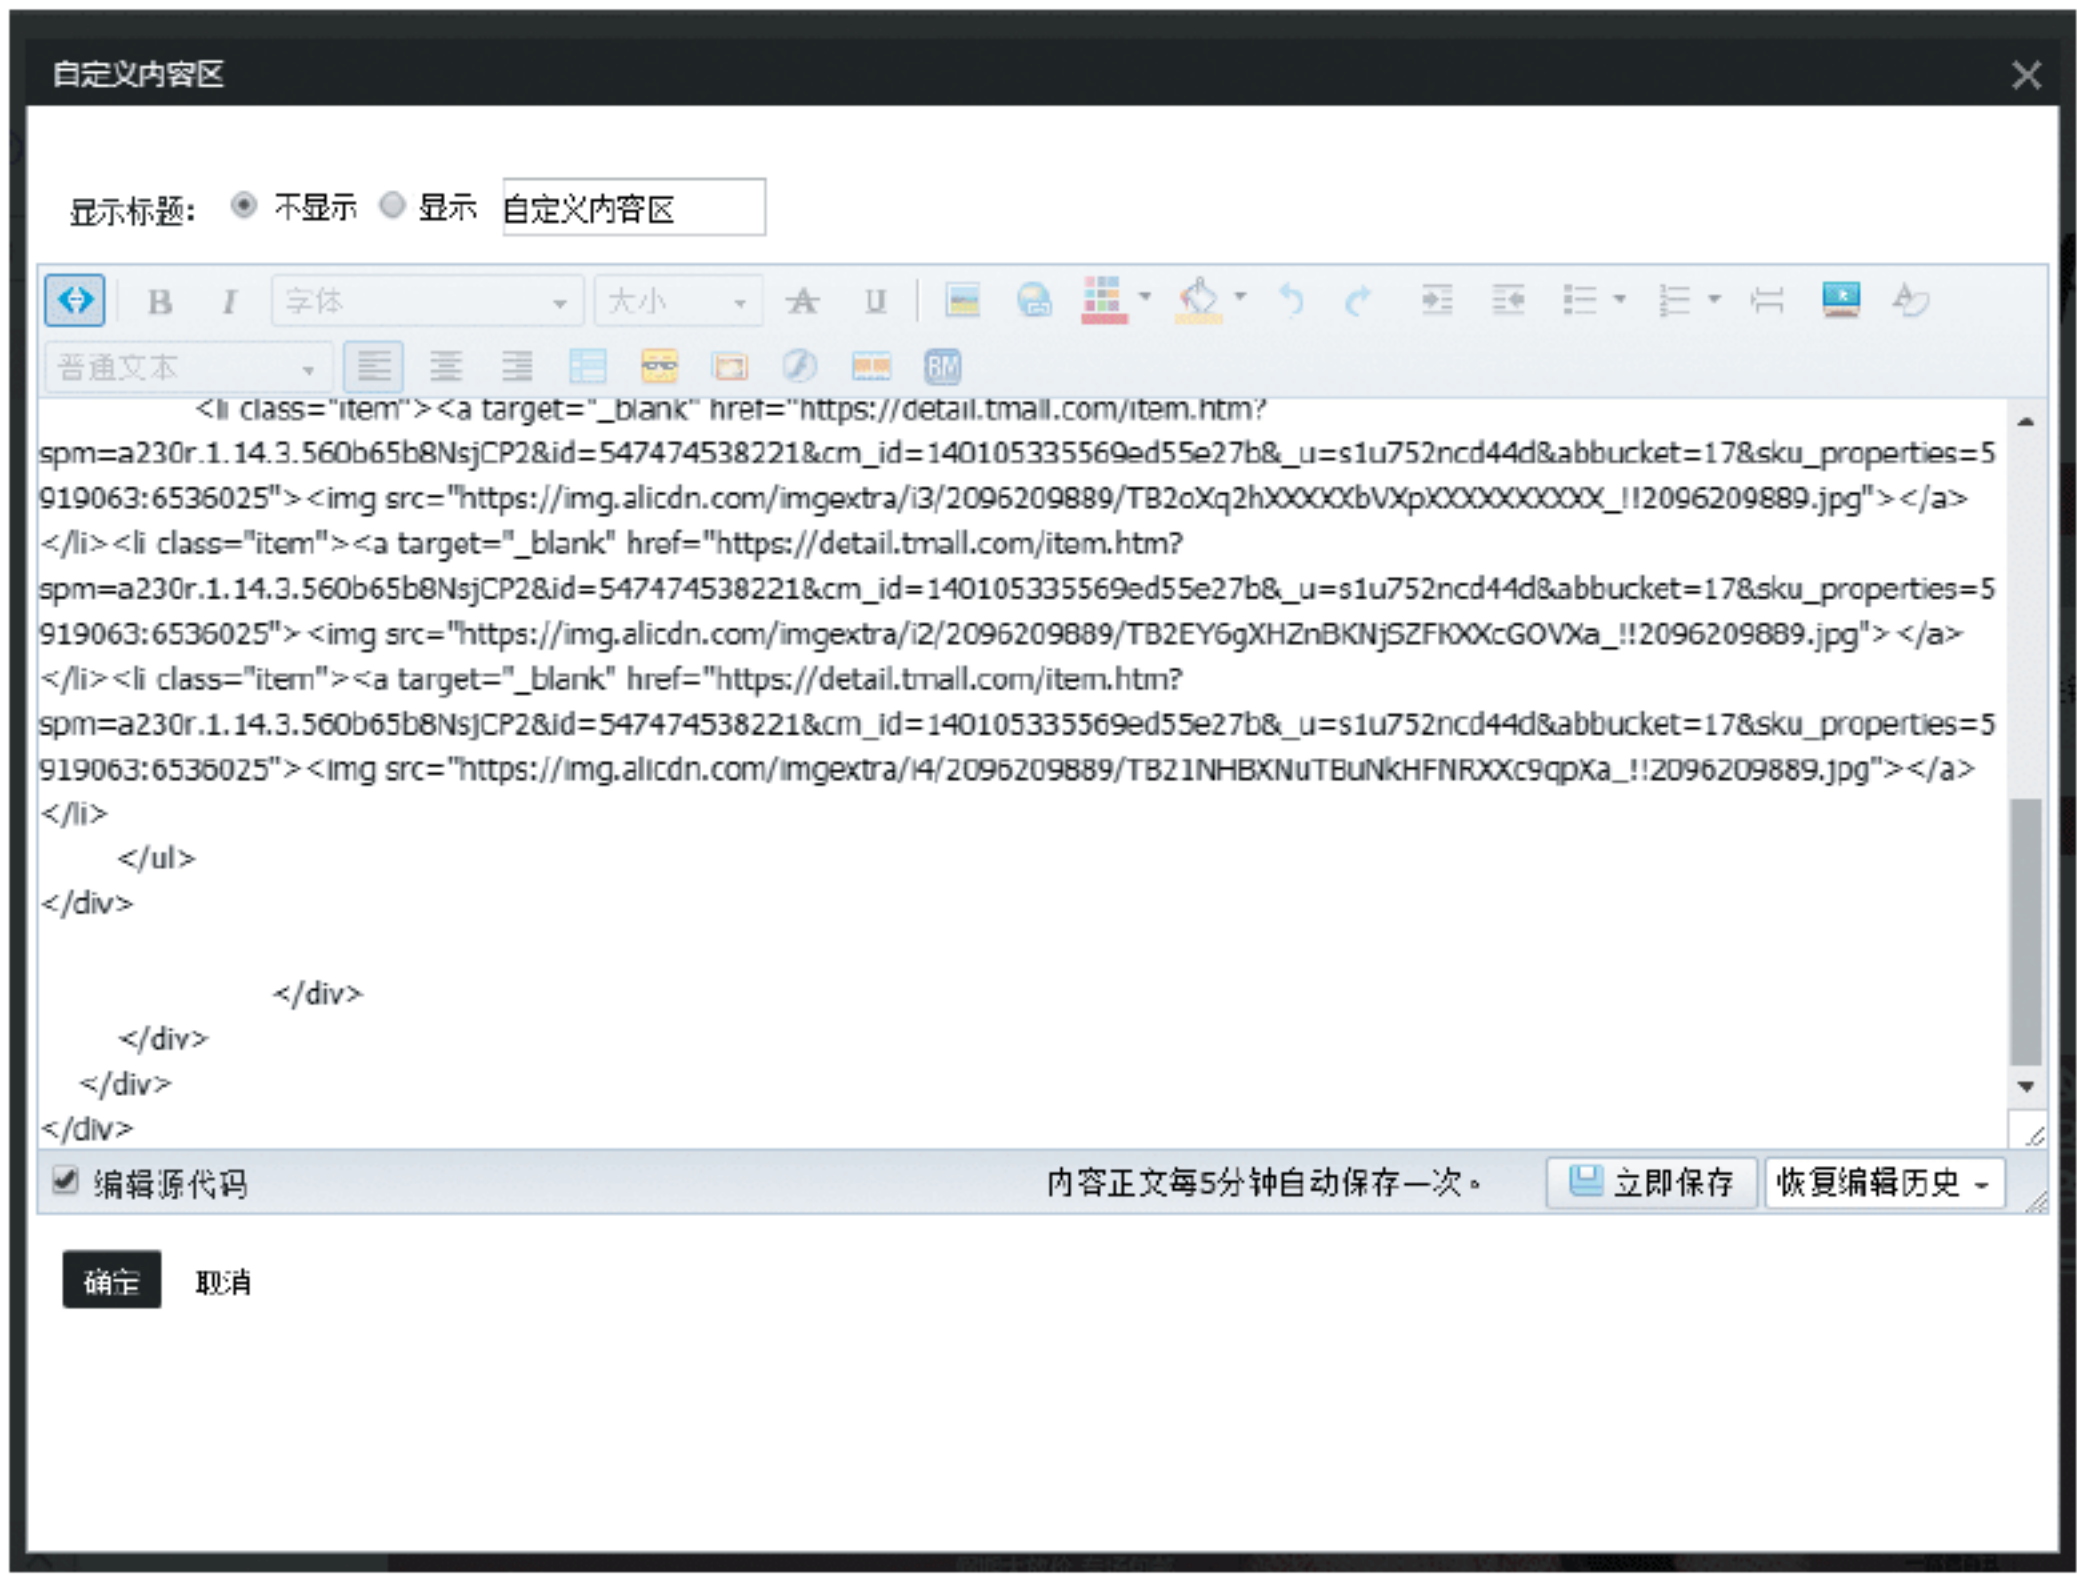 自定义内容区
显示标题: 不显示 显示 自定义内容区
B I 字体 大小 A U
普通文本 BM
<li class="item"><a target="_blank" href="https://detail.tmall.com/item.htm?
spm=a230r.1.14.3.560b65b8NsjCP2&id=547474538221&cm_id=140105335569ed55e27b&_u=s1u752ncd44d&abbucket=17&sku_properties=5
919063:6536025"><img src="https://img.alicdn.com/imgextra/i3/2096209889/TB2oXq2hXXXXXbVXpXXXXXXXXXX_!!2096209889.jpg"></a>
</li><li class="item"><a target="_blank" href="https://detail.tmall.com/item.htm?
spm=a230r.1.14.3.560b65b8NsjCP2&id=547474538221&cm_id=140105335569ed55e27b&_u=s1u752ncd44d&abbucket=17&sku_properties=5
919063:6536025"><img src="https://img.alicdn.com/imgextra/i2/2096209889/TB2EY6gXHZnBKNjSZFKXXcGOVXa_!!2096209889.jpg"></a>
</li><li class="item"><a target="_blank" href="https://detail.tmall.com/item.htm?
spm=a230r.1.14.3.560b65b8NsjCP2&id=547474538221&cm_id=140105335569ed55e27b&_u=s1u752ncd44d&abbucket=17&sku_properties=5
919063:6536025"><img src="https://img.alicdn.com/imgextra/i4/2096209889/TB21NHBXNuTBuNkHFNRXXc9qpXa_!!2096209889.jpg"></a>
</li>
</ul>
</div>
</div>
</div>
</div>
</div>
编辑源代码 内容正文每5分钟自动保存一次。 立即保存 恢复编辑历史
确定 取消